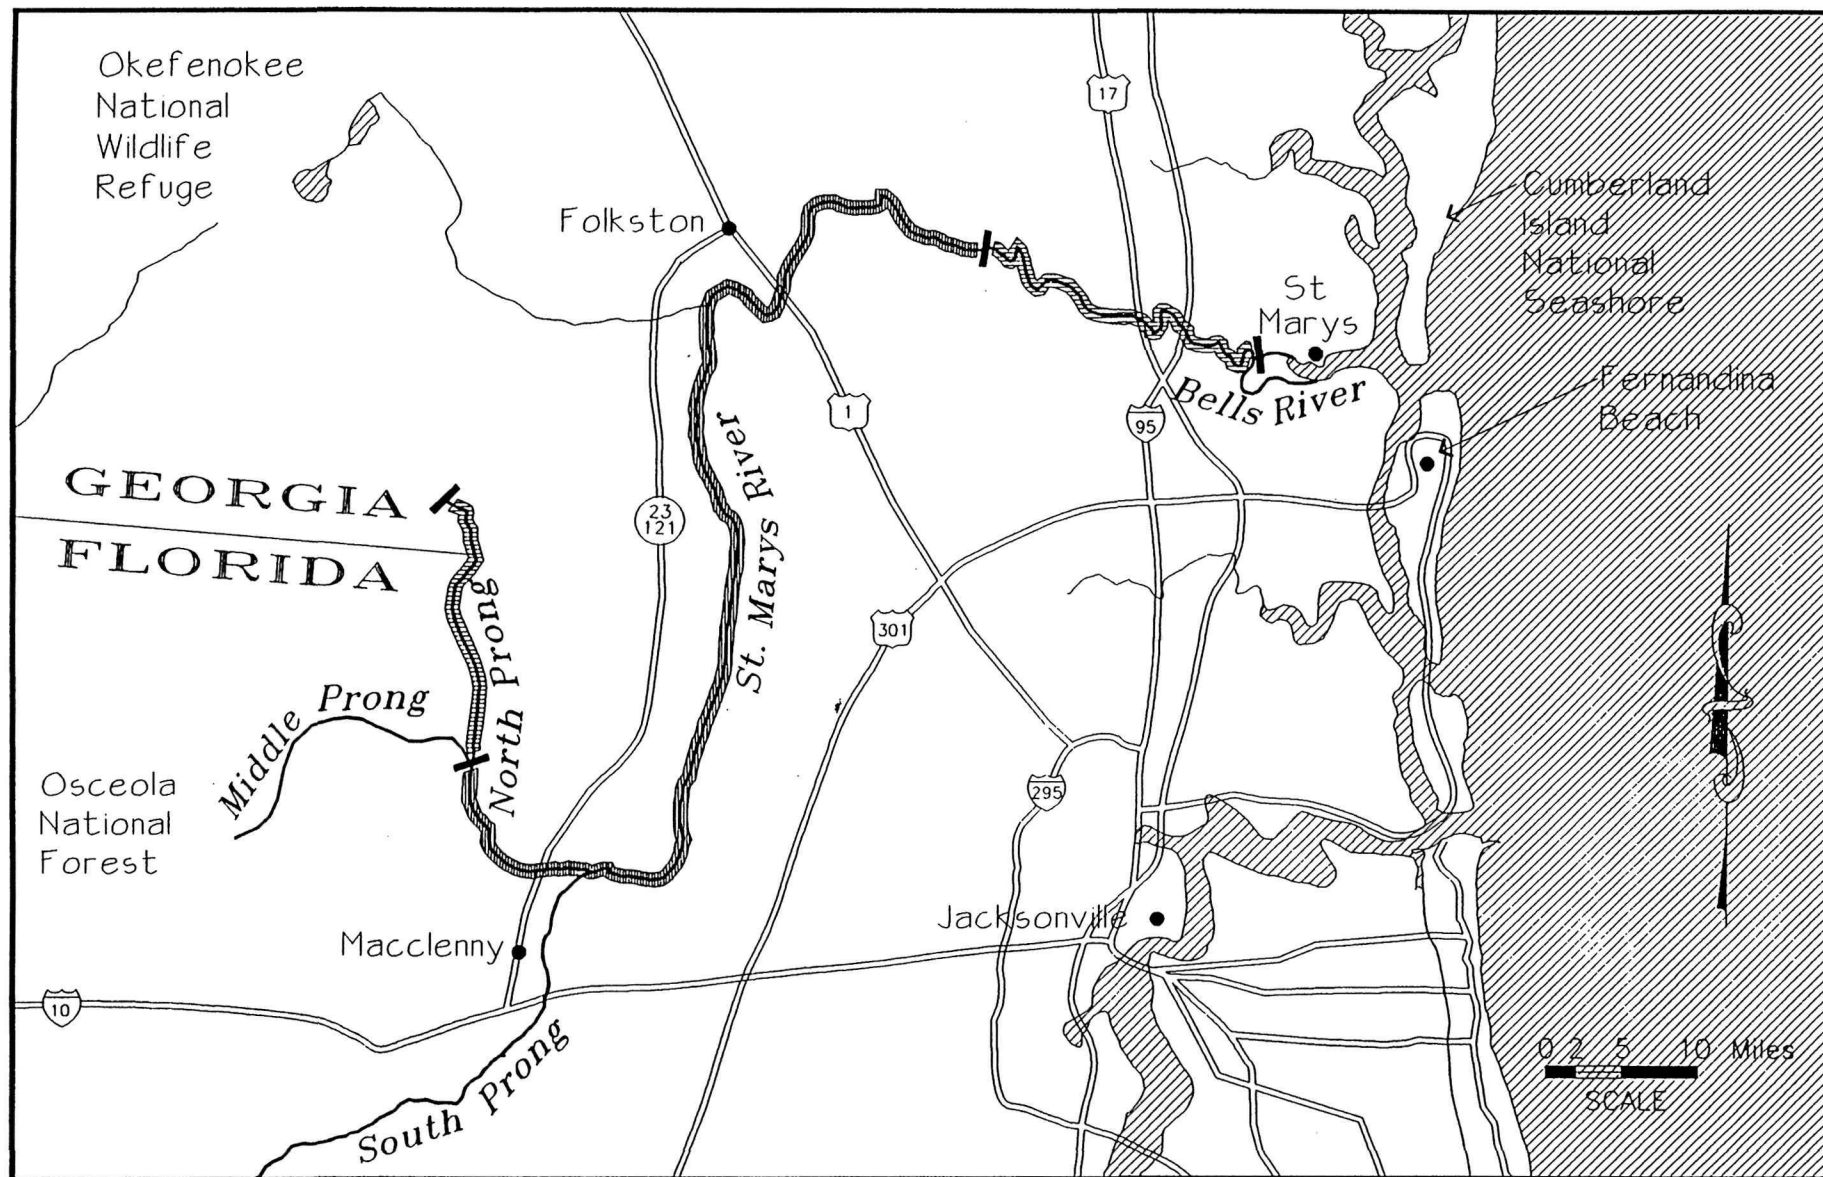 Okefenokee
National
Wildlife
Refuge
17
Cumberland
Island
National
Seashore
Folkston
St
Marys
Bells River
Fernandina
Beach
1
95
GEORGIA
FLORIDA
23
121
St. Marys River
301
North Prong
Middle Prong
Osceola
National
Forest
295
Jacksonville
Macclenny
10
South Prong
0 2 5 10 Miles
SCALE